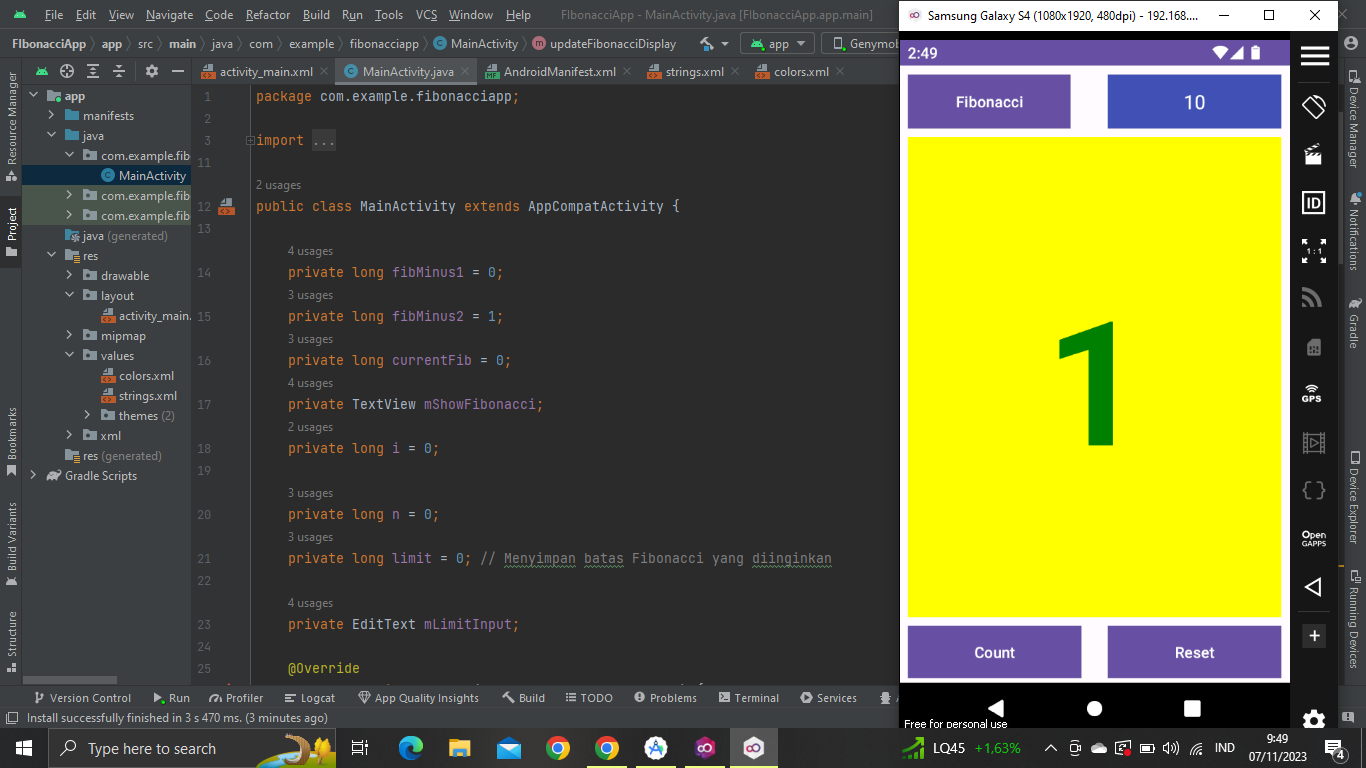 File Edit View Navigate Code Refactor Build Run Tools VCS Window Help FIbonacciApp - MainActivity.java [FIbonacciApp.app.main]
FIbonacciApp app src main java com example fibonacciapp MainActivity updateFibonacciDisplay app Genymot
activity_main.xml MainActivity.java AndroidManifest.xml strings.xml colors.xml
Resource Manager
Project
Bookmarks
Build Variants
Structure
app
manifests
java
com.example.fib
MainActivity
com.example.fib
com.example.fib
java (generated)
res
drawable
layout
activity_main.
mipmap
values
colors.xml
strings.xml
themes (2)
xml
res (generated)
Gradle Scripts
1 package com.example.fibonacciapp;
2
3 import ...
11
2 usages
12 public class MainActivity extends AppCompatActivity {
13
4 usages
14 private long fibMinus1 = 0;
3 usages
15 private long fibMinus2 = 1;
3 usages
16 private long currentFib = 0;
4 usages
17 private TextView mShowFibonacci;
2 usages
18 private long i = 0;
19
3 usages
20 private long n = 0;
3 usages
21 private long limit = 0; // Menyimpan batas Fibonacci yang diinginkan
22
4 usages
23 private EditText mLimitInput;
24
25 @Override
Samsung Galaxy S4 (1080x1920, 480dpi) - 192.168....
2:49
Fibonacci
10
1
Count
Reset
Free for personal use
ID
1:1
GPS
Open
GAPPS
Device Manager
Notifications
Gradle
Device Explorer
Running Devices
Version Control Run Profiler Logcat App Quality Insights Build TODO Problems Terminal Services
Install successfully finished in 3 s 470 ms. (3 minutes ago)
Type here to search
LQ45 +1,63%
IND
9:49
07/11/2023
4